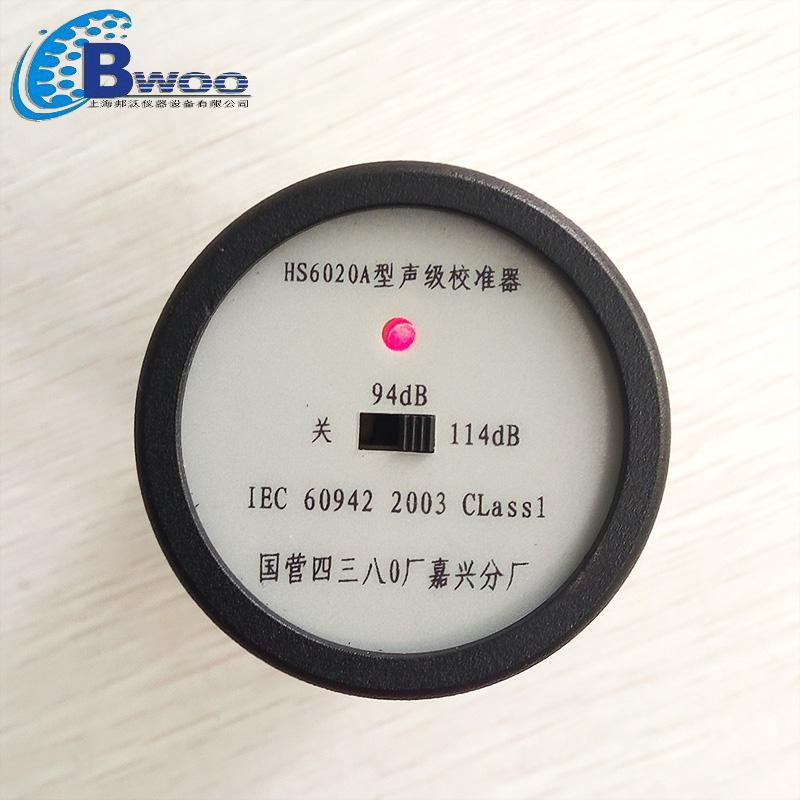 Bwoo
上海邦沃仪器设备有限公司
HS6020A型声级校准器
94dB
关 114dB
IEC 60942 2003 CLass1
国营四三八0厂嘉兴分厂